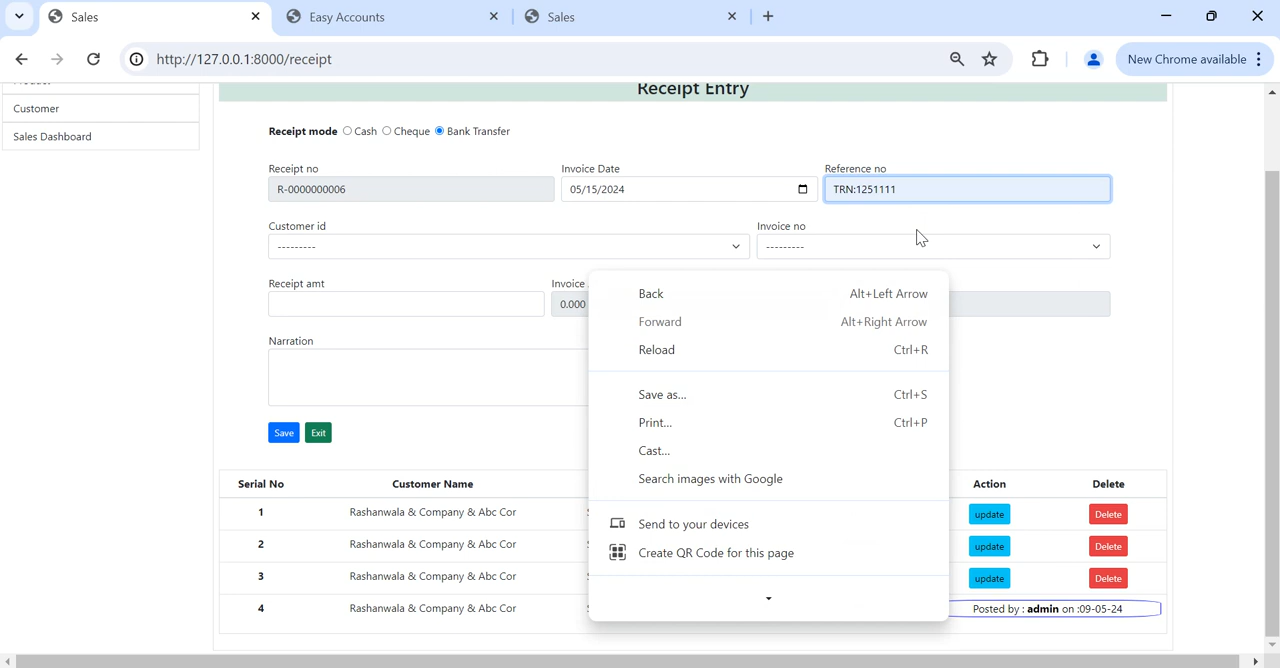 Sales
Easy Accounts
Sales
http://127.0.0.1:8000/receipt
New Chrome available
Customer
Sales Dashboard
Receipt Entry
Receipt mode Cash Cheque Bank Transfer
Receipt no
Invoice Date
Reference no
R-0000000006
05/15/2024
TRN:1251111
Customer id
Invoice no
---------
---------
Receipt amt
Invoice
0.000
Narration
Save
Exit
Back Alt+Left Arrow
Forward Alt+Right Arrow
Reload Ctrl+R
Save as... Ctrl+S
Print... Ctrl+P
Cast...
Search images with Google
Send to your devices
Create QR Code for this page
Serial No Customer Name Action Delete
1 Rashanwala & Company & Abc Cor update Delete
2 Rashanwala & Company & Abc Cor update Delete
3 Rashanwala & Company & Abc Cor update Delete
4 Rashanwala & Company & Abc Cor Posted by : admin on :09-05-24